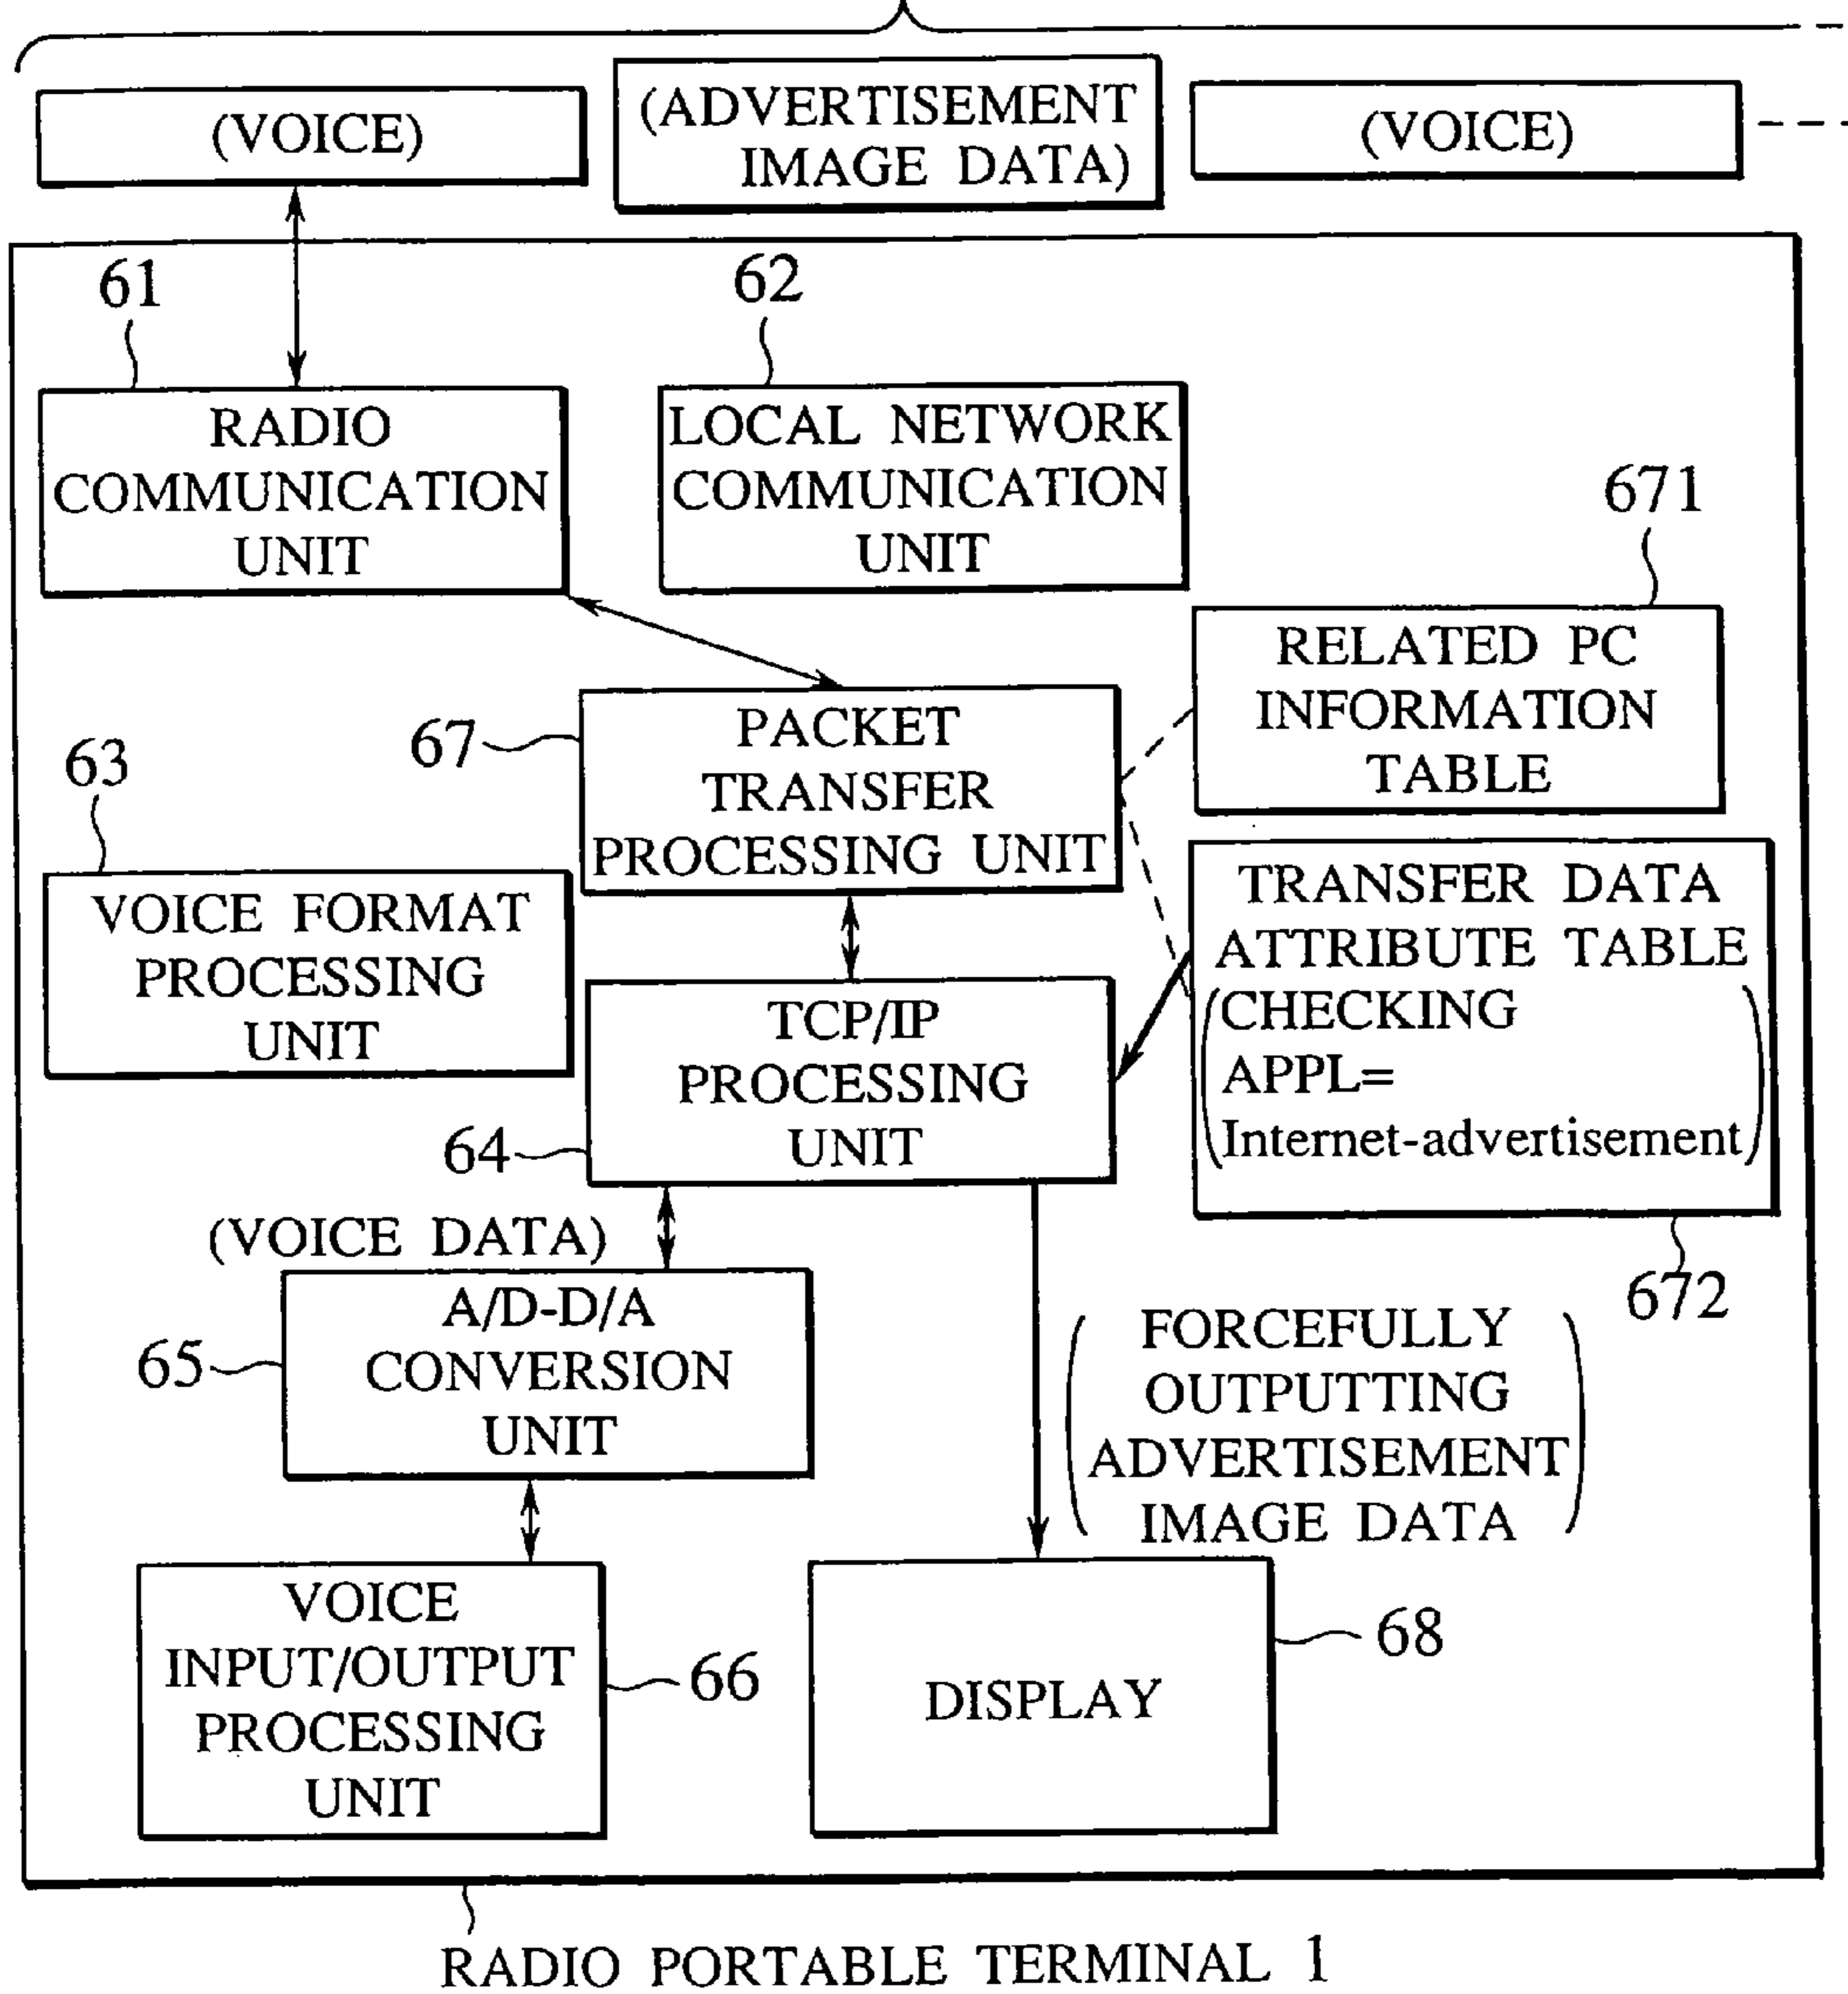 (VOICE)
(ADVERTISEMENT
IMAGE DATA)
(VOICE)
61
62
RADIO
COMMUNICATION
UNIT
LOCAL NETWORK
COMMUNICATION
UNIT
671
RELATED PC
INFORMATION
TABLE
67
PACKET
TRANSFER
PROCESSING UNIT
63
VOICE FORMAT
PROCESSING
UNIT
TRANSFER DATA
ATTRIBUTE TABLE
CHECKING
APPL=
Internet-advertisement
672
TCP/IP
PROCESSING
UNIT
64
(VOICE DATA)
A/D-D/A
CONVERSION
UNIT
65
(FORCEFULLY
OUTPUTTING
ADVERTISEMENT
IMAGE DATA)
VOICE
INPUT/OUTPUT
PROCESSING
UNIT
66
DISPLAY
68
RADIO PORTABLE TERMINAL 1